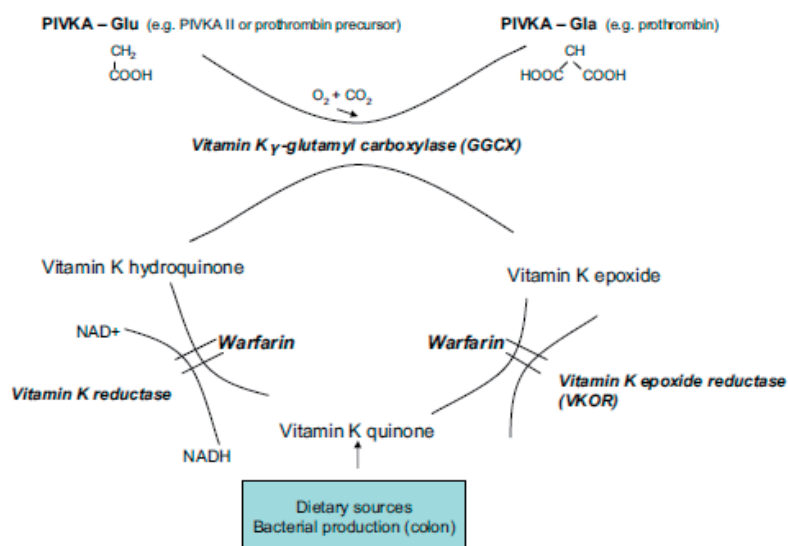 PIVKA – Glu (e.g. PIVKA II or prothrombin precursor)
CH2
COOH
PIVKA – Gla (e.g. prothrombin)
CH
HOOC COOH
O2 + CO2
Vitamin K γ-glutamyl carboxylase (GGCX)
Vitamin K hydroquinone
Vitamin K epoxide
NAD+
Warfarin
Warfarin
Vitamin K reductase
Vitamin K epoxide reductase
(VKOR)
Vitamin K quinone
NADH
Dietary sources
Bacterial production (colon)